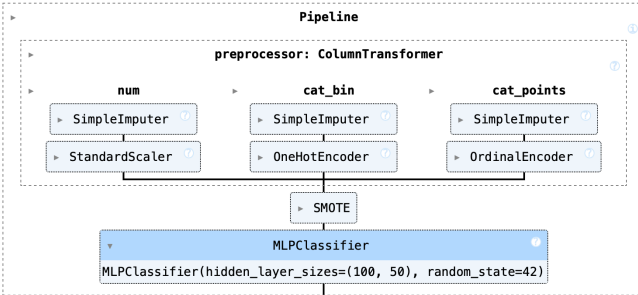 Pipeline
preprocessor: ColumnTransformer
num cat_bin cat_points
SimpleImputer ? SimpleImputer ? SimpleImputer ?
StandardScaler ? OneHotEncoder ? OrdinalEncoder ?
SMOTE
MLPClassifier ?
MLPClassifier(hidden_layer_sizes=(100, 50), random_state=42)